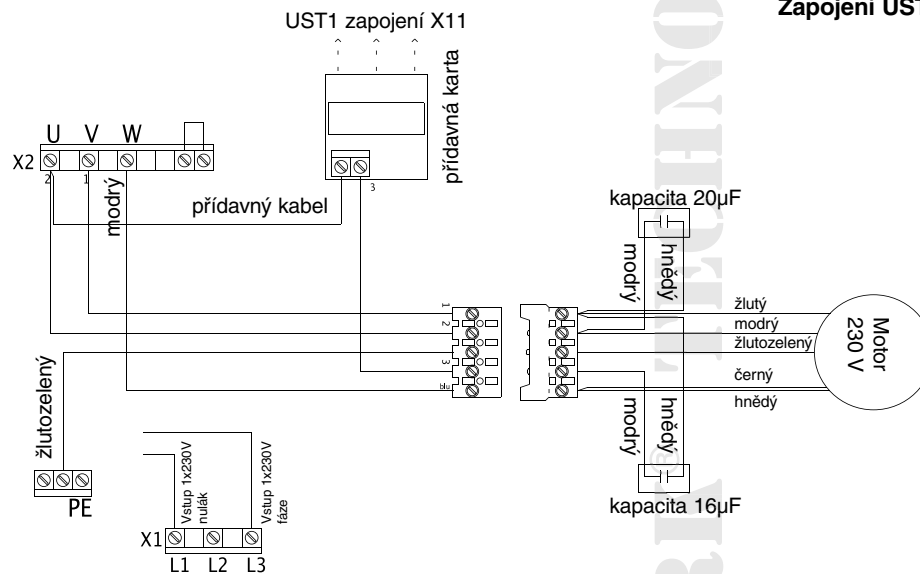 Zapojení UST
UST1 zapojení X11
přídavná karta
U V W
X2
2 1
3
modrý
přídavný kabel
kapacita 20µF
modrý
hnědý
1
2
3
blu
žlutý
modrý
žlutozelený
černý
hnědý
Motor
230 V
žlutozelený
PE
modrý
hnědý
kapacita 16µF
Vstup 1x230V
nulák
Vstup 1x230V
fáze
X1
L1 L2 L3
R® TECHNO